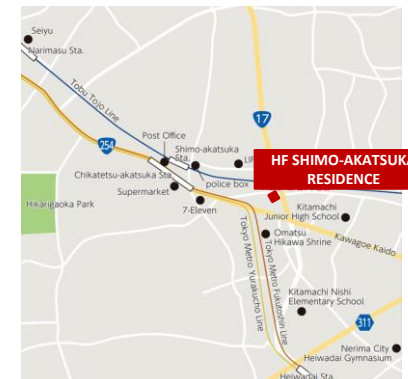 Seiyu
Narimasu Sta.
Tobu Tojo Line
17
254
Post Office
Shimo-akatsuka
Sta.
HF SHIMO-AKATSUKA
RESIDENCE
Chikatetsu-akatsuka Sta.
police box
Supermarket
7-Eleven
Hikarigaoka Park
Kitamachi
Junior High School
Omatsu
Hikawa Shrine
Kawagoe Kaido
Tokyo Metro Yurakucho Line
Tokyo Metro Fukutoshin Line
Kitamachi Nishi
Elementary School
311
Nerima City
Heiwadai Gymnasium
Heiwadai Sta.